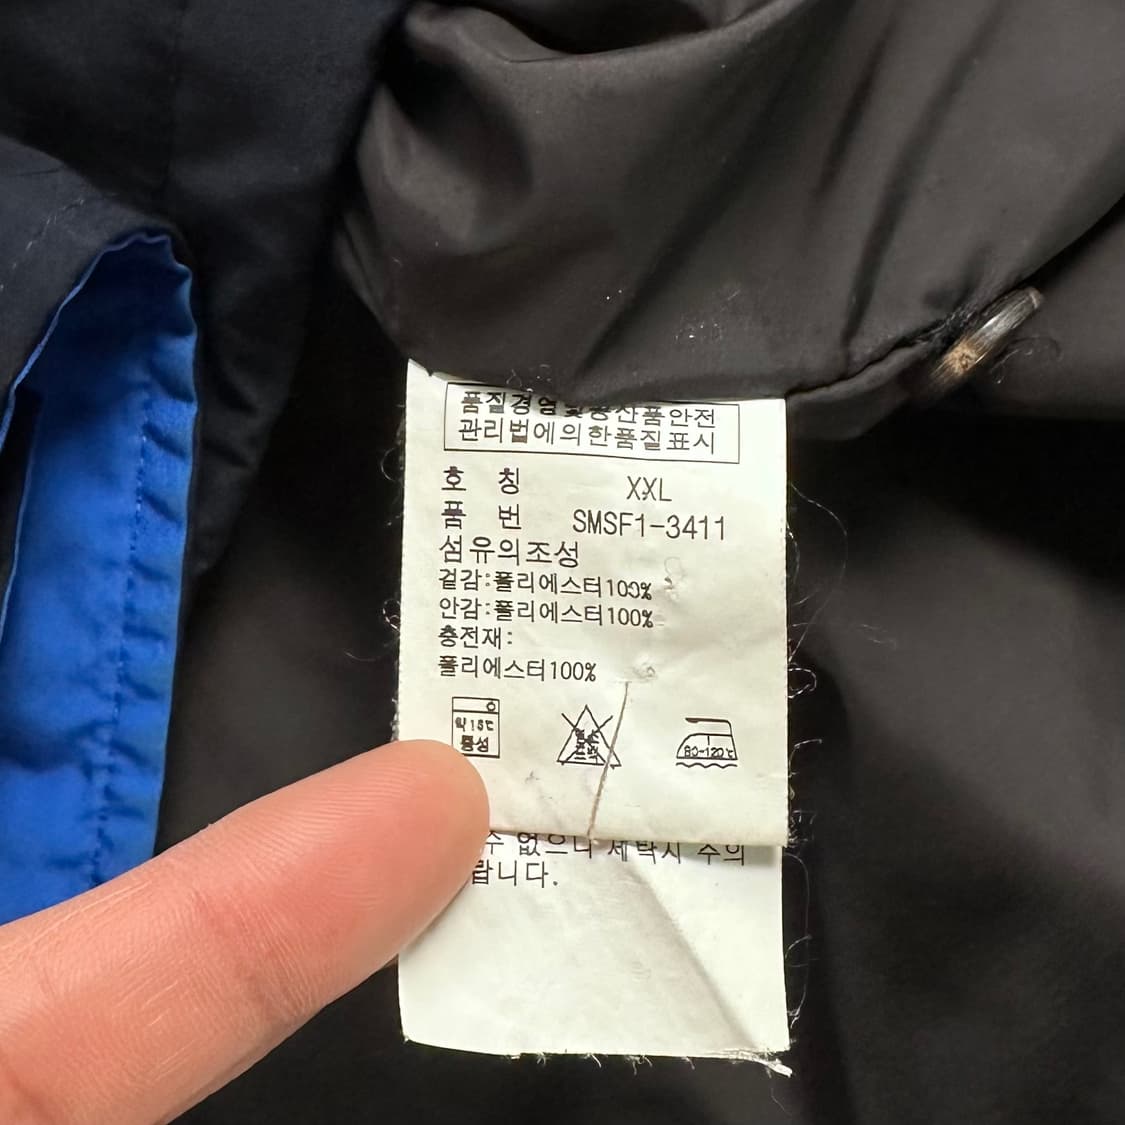 품질경영및공산품안전
관리법에의한품질표시
호 칭 XXL
품 번 SMSF1-3411
섬유의조성
겉감:폴리에스터100%
안감:폴리에스터100%
충전재:
폴리에스터100%
약15℃
중성
80-120℃
수 없으니 세탁시 주의
랍니다.